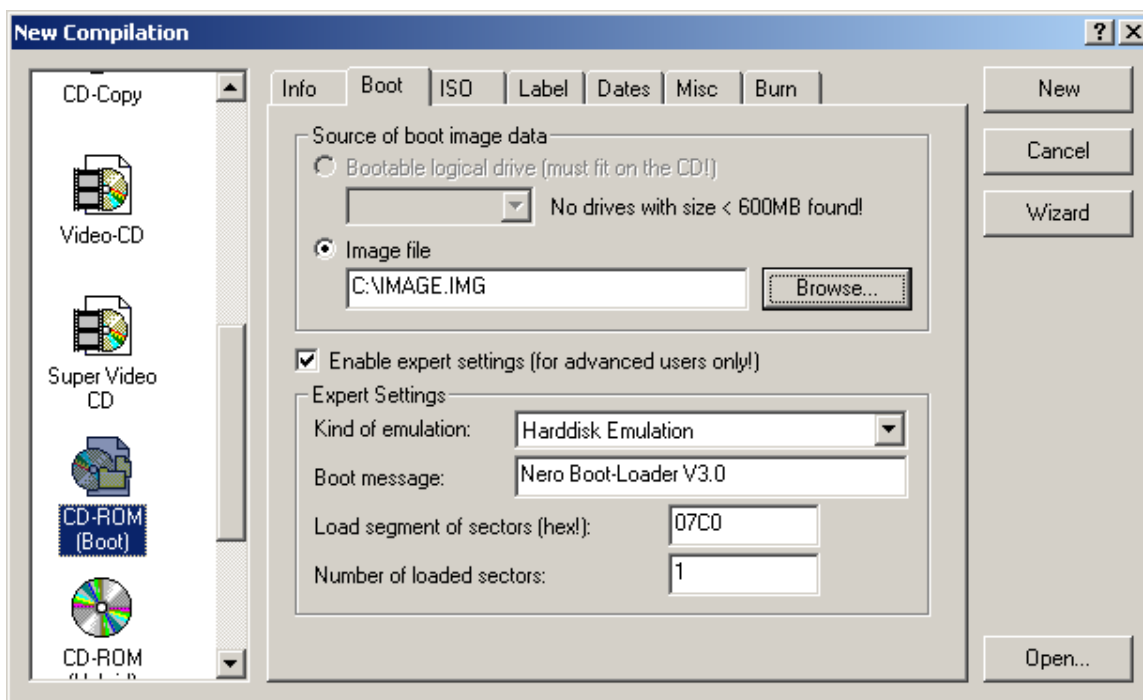 New Compilation
CD-Copy
Video-CD
Super Video
CD
CD-ROM
(Boot)
CD-ROM
Info Boot ISO Label Dates Misc Burn
Source of boot image data
Bootable logical drive (must fit on the CD!)
No drives with size < 600MB found!
Image file
C:\IMAGE.IMG Browse...
Enable expert settings (for advanced users only!)
Expert Settings
Kind of emulation: Harddisk Emulation
Boot message: Nero Boot-Loader V3.0
Load segment of sectors (hex!): 07C0
Number of loaded sectors: 1
New
Cancel
Wizard
Open...